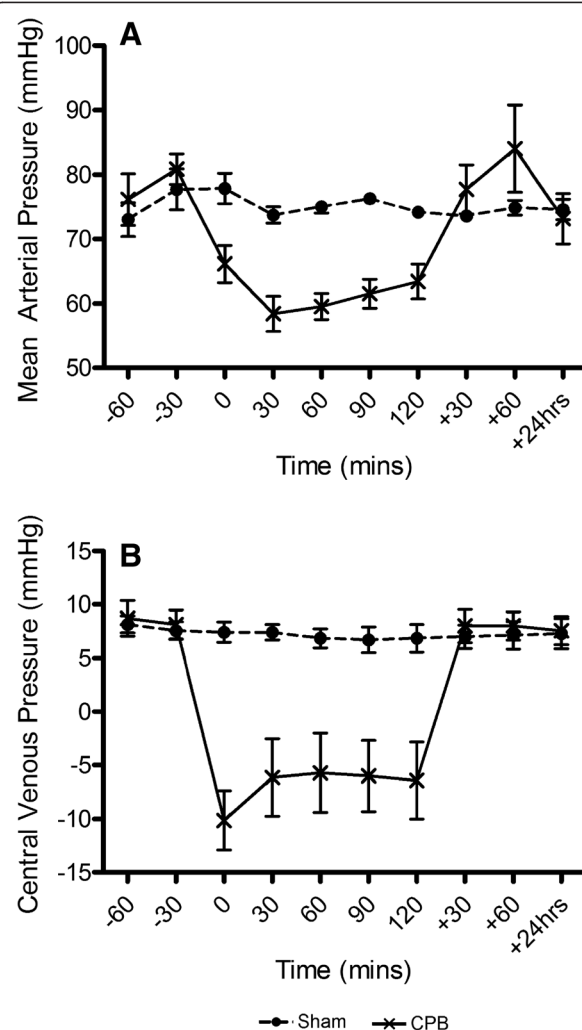 A
Mean Arterial Pressure (mmHg)
100
90
80
70
60
50
-60 -30 0 30 60 90 120 +30 +60 +24hrs
Time (mins)
B
Central Venous Pressure (mmHg)
15
10
5
0
-5
-10
-15
-60 -30 0 30 60 90 120 +30 +60 +24hrs
Time (mins)
Sham CPB